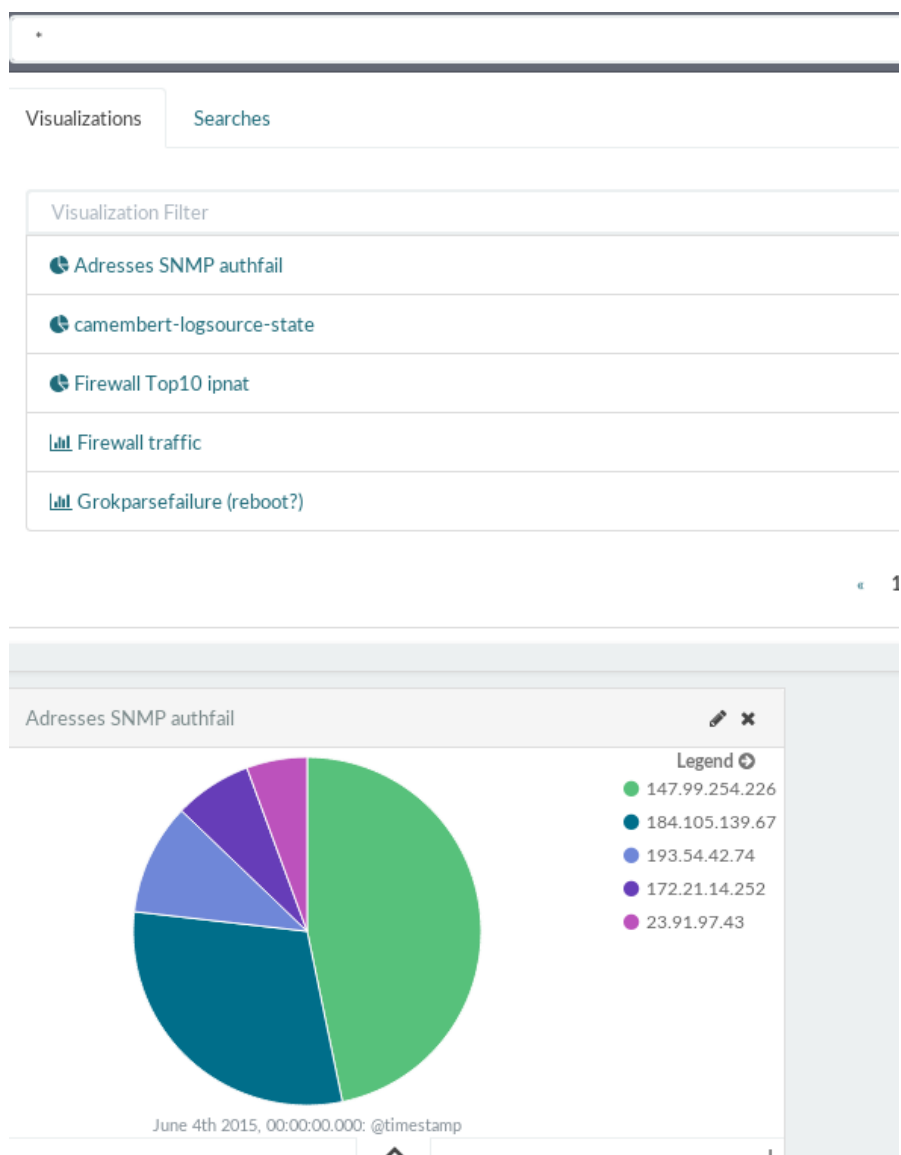 *
Visualizations Searches
Visualization Filter
Adresses SNMP authfail
camembert-logsource-state
Firewall Top10 ipnat
Firewall traffic
Grokparsefailure (reboot?)
« 1
Adresses SNMP authfail
Legend
147.99.254.226
184.105.139.67
193.54.42.74
172.21.14.252
23.91.97.43
June 4th 2015, 00:00:00.000: @timestamp